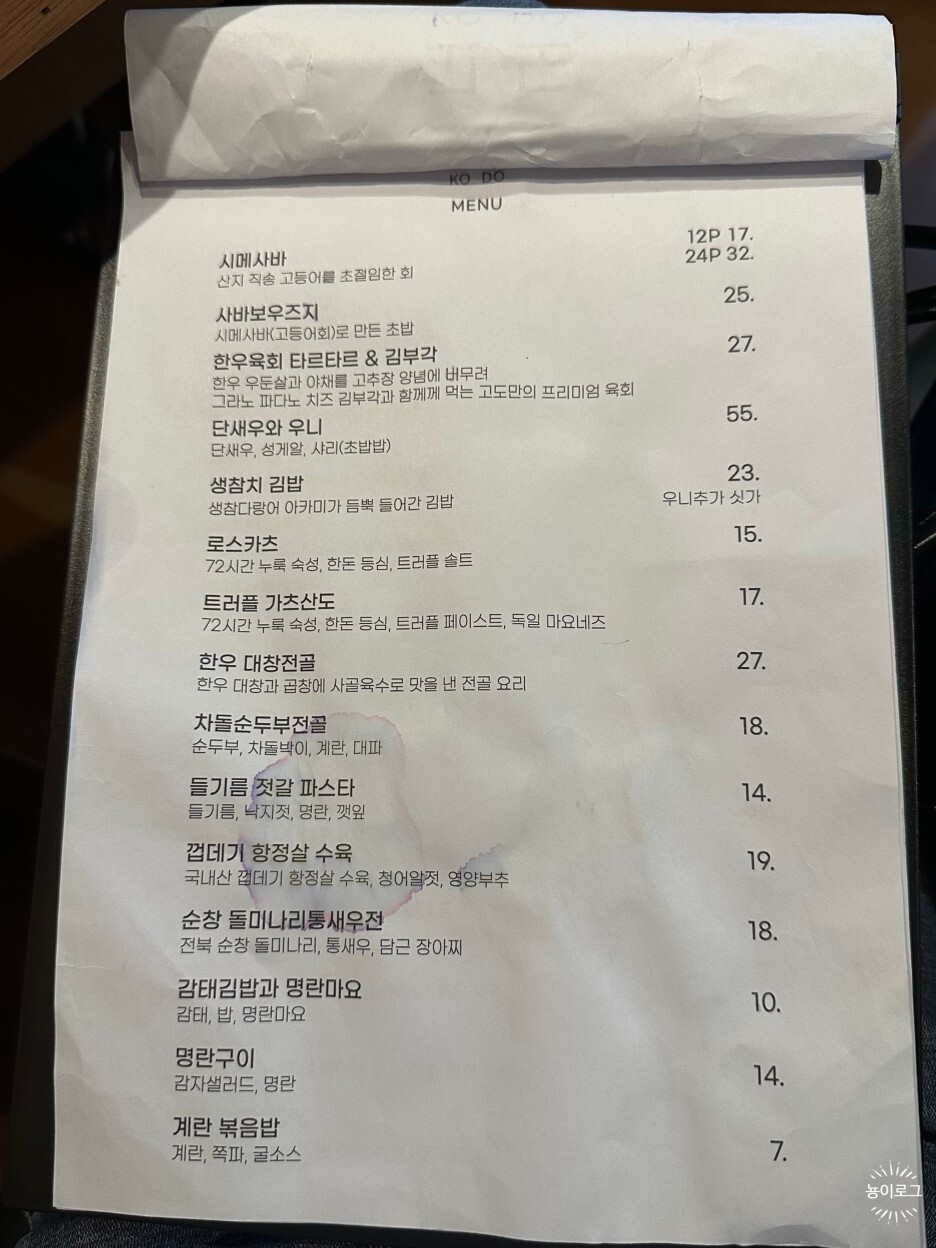 KO DO
MENU
시메사바
12P 17.
24P 32.
산지 직송 고등어를 초절임한 회
사바보우즈지
25.
시메사바(고등어회)로 만든 초밥
한우육회 타르타르 & 김부각
27.
한우 우둔살과 야채를 고추장 양념에 버무려
그라노 파다노 치즈 김부각과 함께께 먹는 고도만의 프리미엄 육회
단새우와 우니
55.
단새우, 성게알, 샤리(초밥밥)
생참치 김밥
23.
생참다랑어 아카미가 듬뿍 들어간 김밥
우니추가 싯가
로스카츠
15.
72시간 누룩 숙성, 한돈 등심, 트러플 솔트
트러플 가츠산도
17.
72시간 누룩 숙성, 한돈 등심, 트러플 페이스트, 독일 마요네즈
한우 대창전골
27.
한우 대창과 곱창에 사골육수로 맛을 낸 전골 요리
차돌순두부전골
18.
순두부, 차돌박이, 계란, 대파
들기름 젓갈 파스타
14.
들기름, 낙지젓, 명란, 깻잎
껍데기 항정살 수육
19.
국내산 껍데기 항정살 수육, 청어알젓, 영양부추
순창 돌미나리통새우전
18.
전북 순창 돌미나리, 통새우, 담근 장아찌
감태김밥과 명란마요
10.
감태, 밥, 명란마요
명란구이
14.
감자샐러드, 명란
계란 볶음밥
7.
계란, 쪽파, 굴소스
뇽이로그